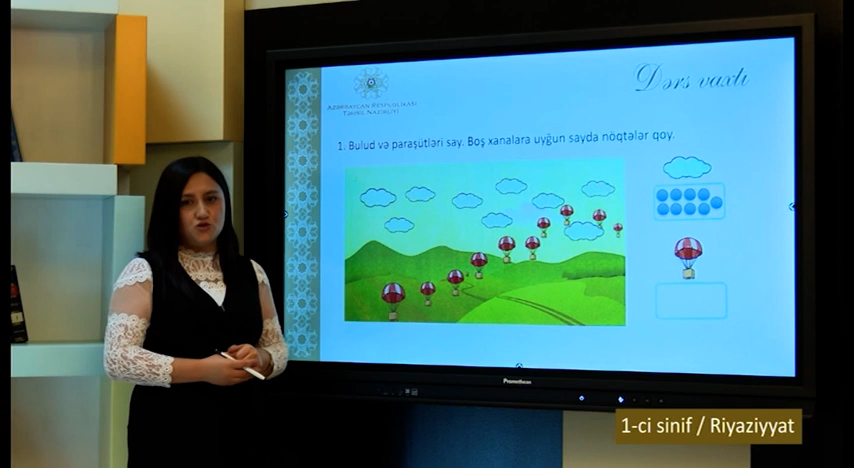 Dərs vaxtı
AZƏRBAYCAN RESPUBLİKASI
TƏHSİL NAZİRLİYİ
1. Bulud və paraşütləri say. Boş xanalara uyğun sayda nöqtələr qoy.
Promethean
1-ci sinif / Riyaziyyat